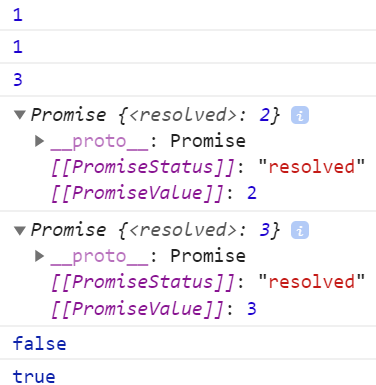 1
1
3
▼Promise {<resolved>: 2} i
▶__proto__: Promise
[[PromiseStatus]]: "resolved"
[[PromiseValue]]: 2
▼Promise {<resolved>: 3} i
▶__proto__: Promise
[[PromiseStatus]]: "resolved"
[[PromiseValue]]: 3
false
true